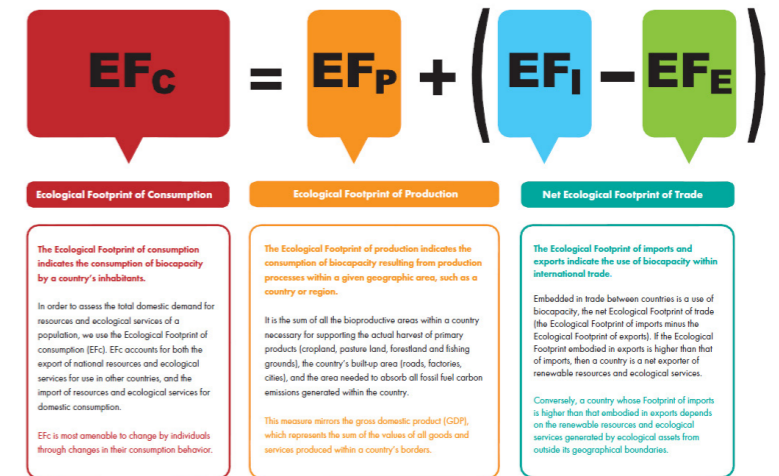 EFC = EFP + (EFI − EFE)
Ecological Footprint of Consumption
The Ecological Footprint of consumption
indicates the consumption of biocapacity
by a country's inhabitants.
In order to assess the total domestic demand for
resources and ecological services of a
population, we use the Ecological Footprint of
consumption (EFc). EFc accounts for both the
export of national resources and ecological
services for use in other countries, and the
import of resources and ecological services for
domestic consumption.
EFc is most amenable to change by individuals
through changes in their consumption behavior.
Ecological Footprint of Production
The Ecological Footprint of production indicates the
consumption of biocapacity resulting from production
processes within a given geographic area, such as a
country or region.
It is the sum of all the bioproductive areas within a country
necessary for supporting the actual harvest of primary
products (cropland, pasture land, forestland and fishing
grounds), the country's built-up area (roads, factories,
cities), and the area needed to absorb all fossil fuel carbon
emissions generated within the country.
This measure mirrors the gross domestic product (GDP),
which represents the sum of the values of all goods and
services produced within a country's borders.
Net Ecological Footprint of Trade
The Ecological Footprint of imports and
exports indicate the use of biocapacity within
international trade.
Embedded in trade between countries is a use of
biocapacity, the net Ecological Footprint of trade
(the Ecological Footprint of imports minus the
Ecological Footprint of exports). If the Ecological
Footprint embodied in exports is higher than that
of imports, then a country is a net exporter of
renewable resources and ecological services.
Conversely, a country whose Footprint of imports
is higher than that embodied in exports depends
on the renewable resources and ecological
services generated by ecological assets from
outside its geographical boundaries.